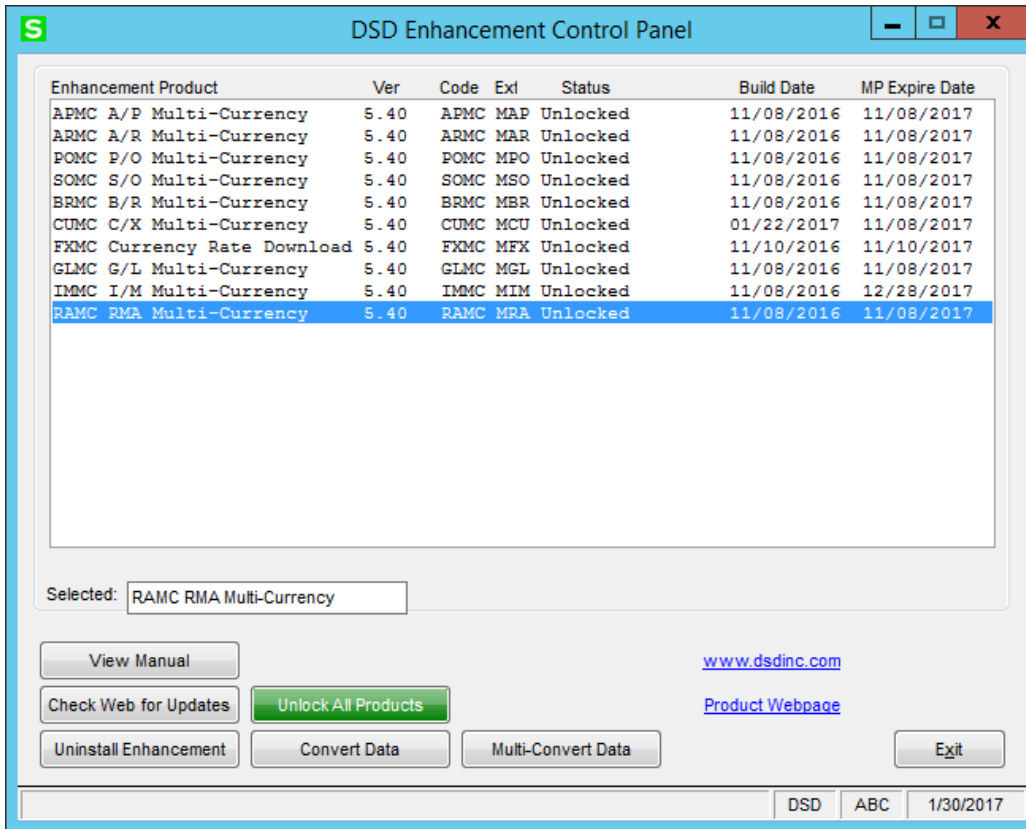 S DSD Enhancement Control Panel X
Enhancement Product Ver Code Ext Status Build Date MP Expire Date
APMC A/P Multi-Currency 5.40 APMC MAP Unlocked 11/08/2016 11/08/2017
ARMC A/R Multi-Currency 5.40 ARMC MAR Unlocked 11/08/2016 11/08/2017
POMC P/O Multi-Currency 5.40 POMC MPO Unlocked 11/08/2016 11/08/2017
SOMC S/O Multi-Currency 5.40 SOMC MSO Unlocked 11/08/2016 11/08/2017
BRMC B/R Multi-Currency 5.40 BRMC MBR Unlocked 11/08/2016 11/08/2017
CUMC C/X Multi-Currency 5.40 CUMC MCU Unlocked 01/22/2017 11/08/2017
FXMC Currency Rate Download 5.40 FXMC MFX Unlocked 11/10/2016 11/10/2017
GLMC G/L Multi-Currency 5.40 GLMC MGL Unlocked 11/08/2016 11/08/2017
IMMC I/M Multi-Currency 5.40 IMMC MIM Unlocked 11/08/2016 12/28/2017
RAMC RMA Multi-Currency 5.40 RAMC MRA Unlocked 11/08/2016 11/08/2017
Selected: RAMC RMA Multi-Currency
View Manual www.dsdinc.com
Check Web for Updates Unlock All Products Product Webpage
Uninstall Enhancement Convert Data Multi-Convert Data Exit
DSD ABC 1/30/2017